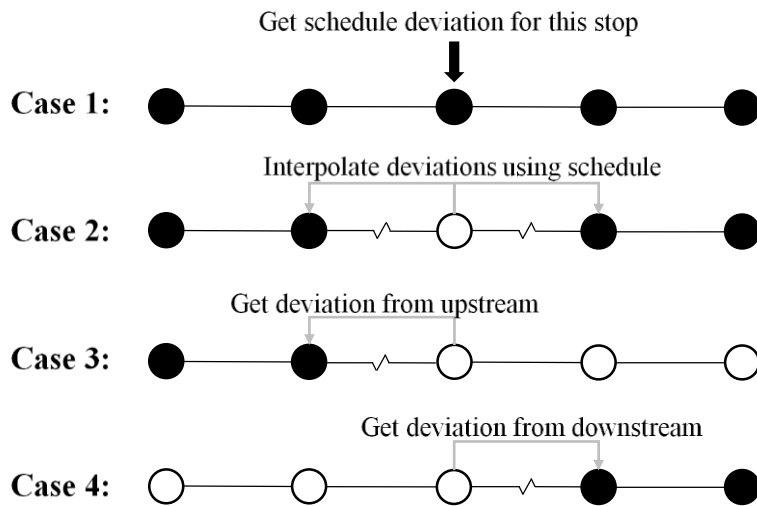 Get schedule deviation for this stop
Case 1:
Interpolate deviations using schedule
Case 2:
Get deviation from upstream
Case 3:
Get deviation from downstream
Case 4: